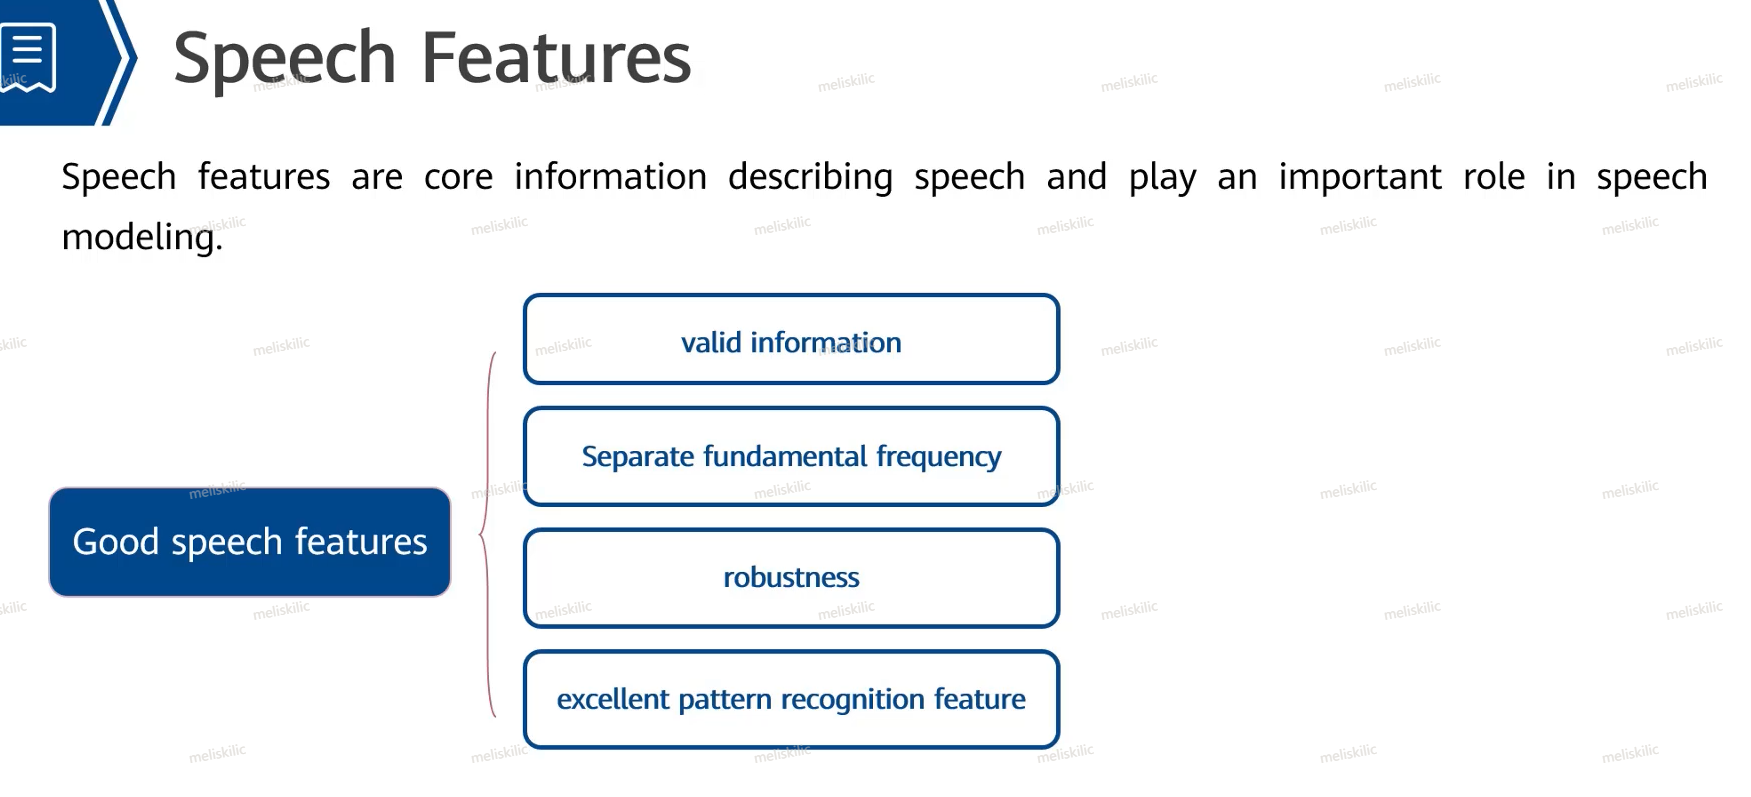 Speech Features
Speech features are core information describing speech and play an important role in speech
modeling.
valid information
Separate fundamental frequency
Good speech features
robustness
excellent pattern recognition feature
meliskilic